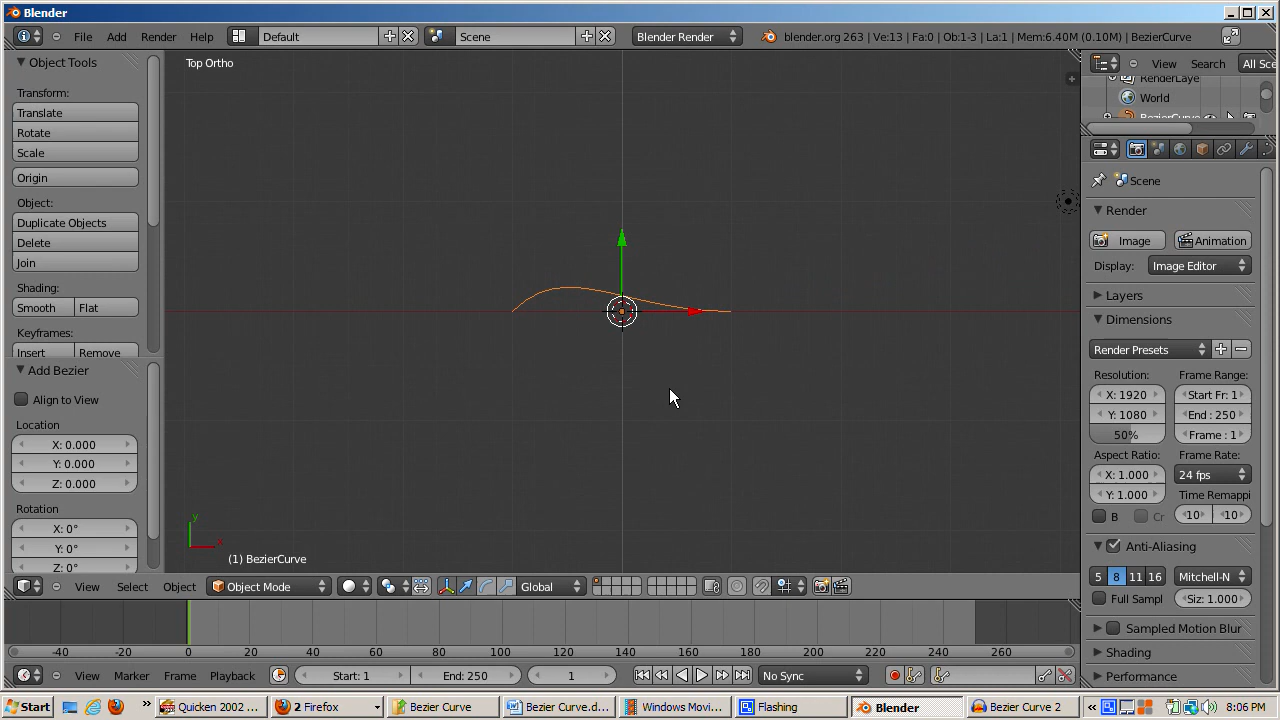 Blender
File Add Render Help Default Scene Blender Render blender.org 263 | Ve:13 | Fa:0 | Ob:1-3 | La:1 | Mem:6.40M (0.10M) | BezierCurve
Object Tools
Transform:
Translate
Rotate
Scale
Origin
Object:
Duplicate Objects
Delete
Join
Shading:
Smooth Flat
Keyframes:
Insert Remove
Add Bezier
Align to View
Location
X: 0.000
Y: 0.000
Z: 0.000
Rotation
X: 0°
Y: 0°
Z: 0°
Top Ortho
y
x
(1) BezierCurve
View Select Object Object Mode Global
View Search All Sce
RenderLaye
World
BezierCurve
Scene
Render
Image Animation
Display: Image Editor
Layers
Dimensions
Render Presets
Resolution: Frame Range:
X: 1920 Start Fr: 1
Y: 1080 End : 250
50% Frame : 1
Aspect Ratio: Frame Rate:
X: 1.000 24 fps
Y: 1.000 Time Remappi
B Cr 10 10
Anti-Aliasing
5 8 11 16 Mitchell-N
Full Sampl Siz: 1.000
Sampled Motion Blur
Shading
Performance
-40 -20 0 20 40 60 80 100 120 140 160 180 200 220 240 260
View Marker Frame Playback Start: 1 End: 250 1 No Sync
Start Quicken 2002 ... 2 Firefox Bezier Curve Bezier Curve.d... Windows Movi... Flashing Blender Bezier Curve 2 8:06 PM